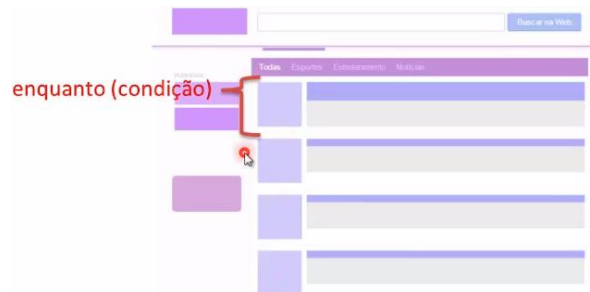 Buscar na Web
Todas Esportes Entretenimento Notícias
enquanto (condição)